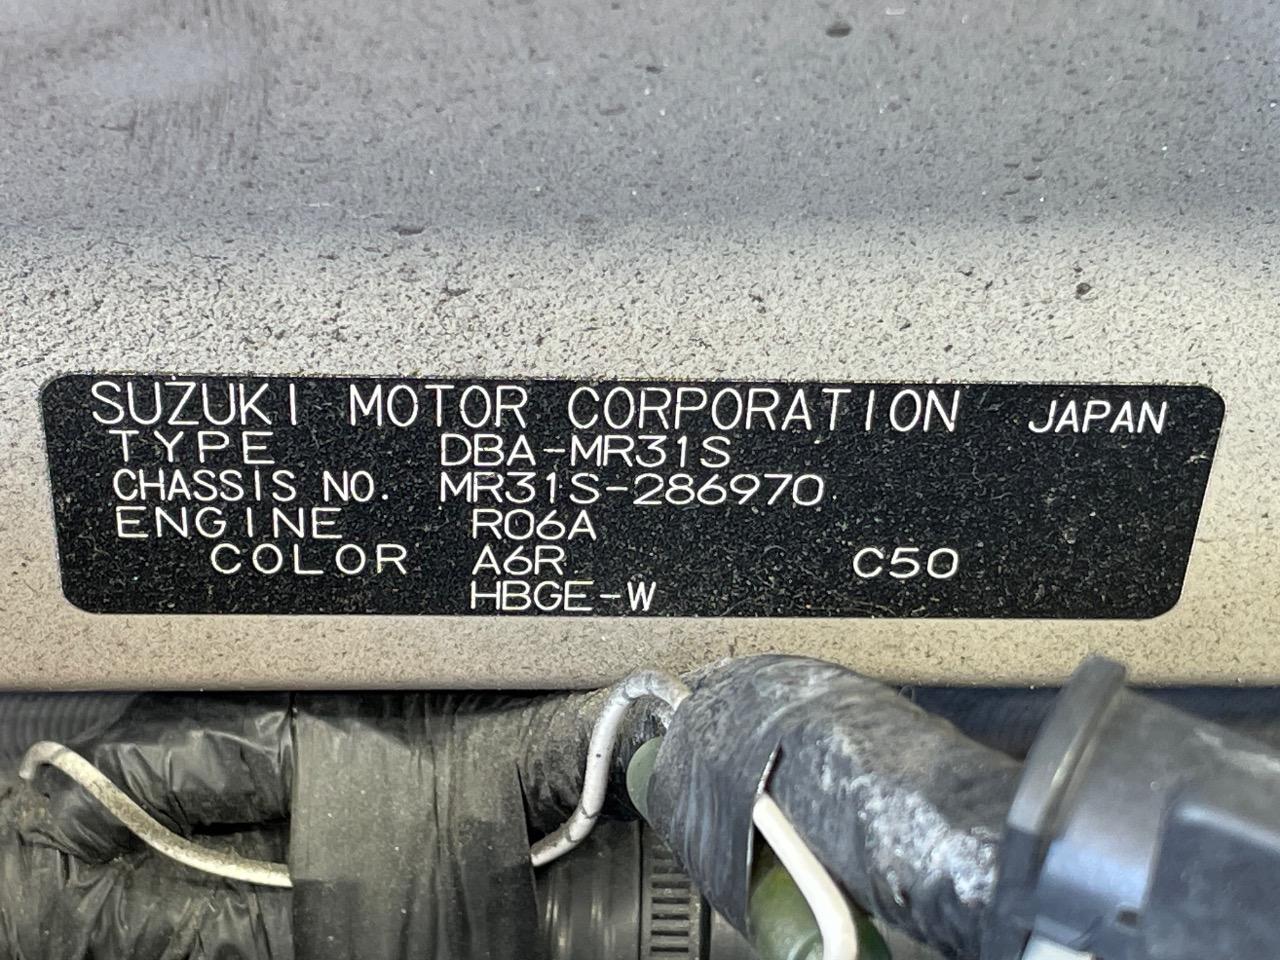 SUZUKI MOTOR CORPORATION JAPAN
TYPE DBA-MR31S
CHASSIS NO. MR31S-286970
ENGINE R06A
COLOR A6R C50
HBGE-W